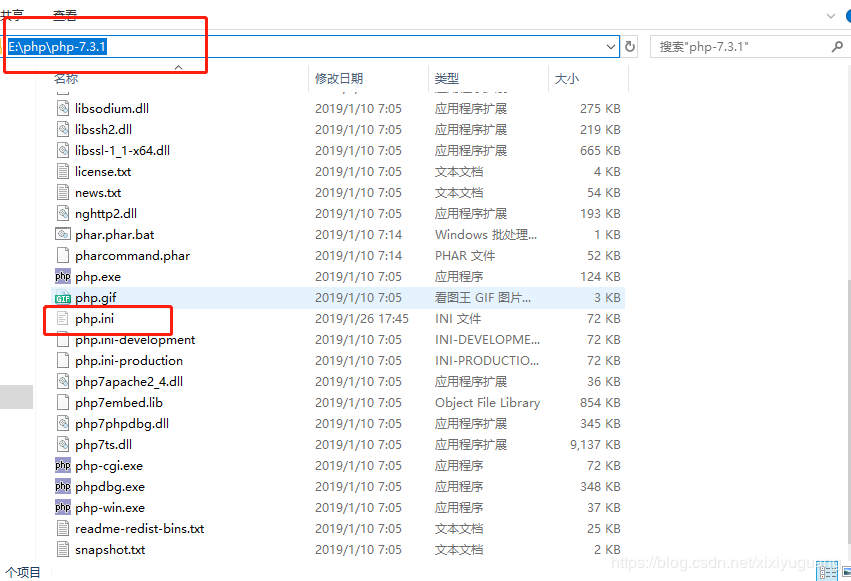 共享 查看
E:\php\php-7.3.1 搜索"php-7.3.1"
名称 修改日期 类型 大小
libsodium.dll 2019/1/10 7:05 应用程序扩展 275 KB
libssh2.dll 2019/1/10 7:05 应用程序扩展 219 KB
libssl-1_1-x64.dll 2019/1/10 7:05 应用程序扩展 665 KB
license.txt 2019/1/10 7:05 文本文档 4 KB
news.txt 2019/1/10 7:05 文本文档 54 KB
nghttp2.dll 2019/1/10 7:05 应用程序扩展 193 KB
phar.phar.bat 2019/1/10 7:14 Windows 批处理... 1 KB
pharcommand.phar 2019/1/10 7:14 PHAR 文件 52 KB
php php.exe 2019/1/10 7:05 应用程序 124 KB
GIF php.gif 2019/1/10 7:05 看图王 GIF 图片... 3 KB
php.ini 2019/1/26 17:45 INI 文件 72 KB
php.ini-development 2019/1/10 7:05 INI-DEVELOPME... 72 KB
php.ini-production 2019/1/10 7:05 INI-PRODUCTIO... 72 KB
php7apache2_4.dll 2019/1/10 7:05 应用程序扩展 36 KB
php7embed.lib 2019/1/10 7:05 Object File Library 854 KB
php7phpdbg.dll 2019/1/10 7:05 应用程序扩展 345 KB
php7ts.dll 2019/1/10 7:05 应用程序扩展 9,137 KB
php php-cgi.exe 2019/1/10 7:05 应用程序 72 KB
php phpdbg.exe 2019/1/10 7:05 应用程序 348 KB
php php-win.exe 2019/1/10 7:05 应用程序 37 KB
readme-redist-bins.txt 2019/1/10 7:05 文本文档 25 KB
snapshot.txt 2019/1/10 7:05 文本文档 2 KB
https://blog.csdn.net/xixiyuguang
个项目